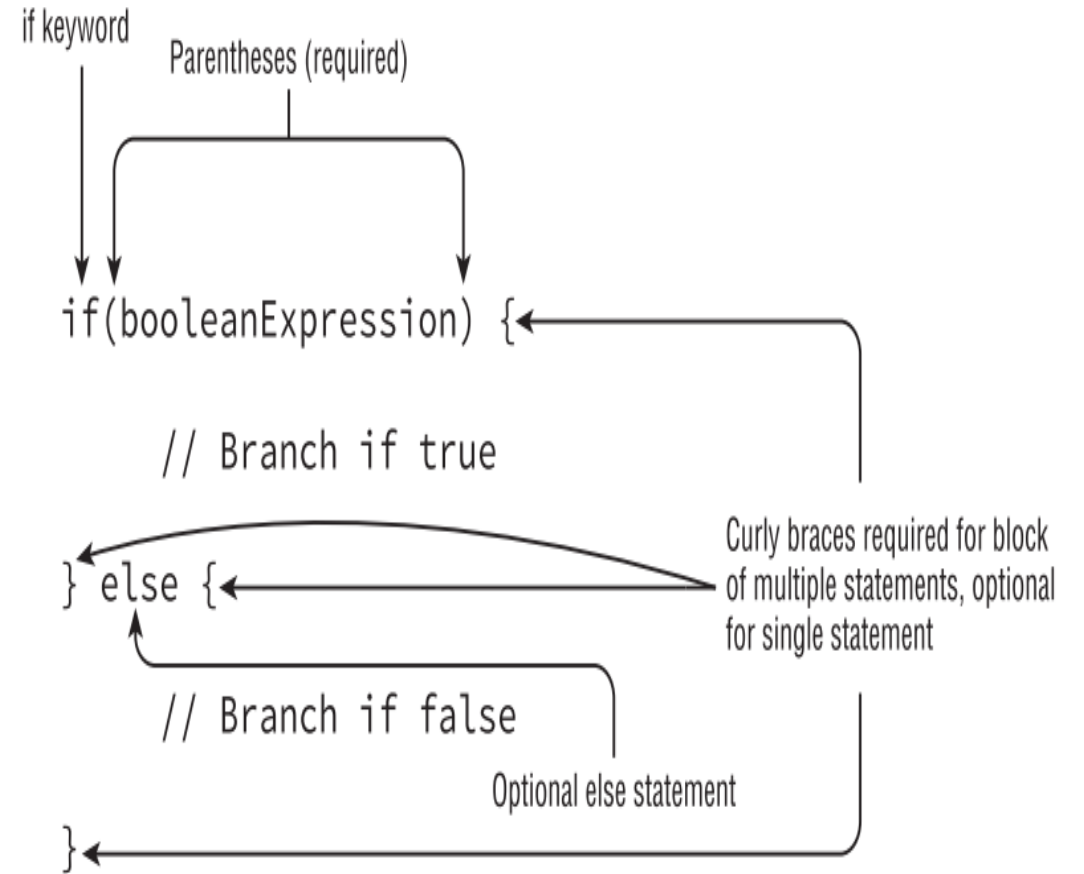 if keyword
Parentheses (required)
if(booleanExpression) {
// Branch if true
Curly braces required for block
of multiple statements, optional
for single statement
} else {
// Branch if false
Optional else statement
}